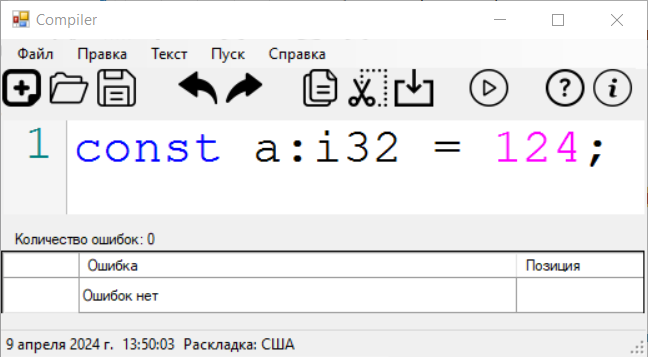 Compiler
Файл Правка Текст Пуск Справка
1 const a:i32 = 124;
Количество ошибок: 0
Ошибка Позиция
Ошибок нет
9 апреля 2024 г. 13:50:03 Раскладка: США